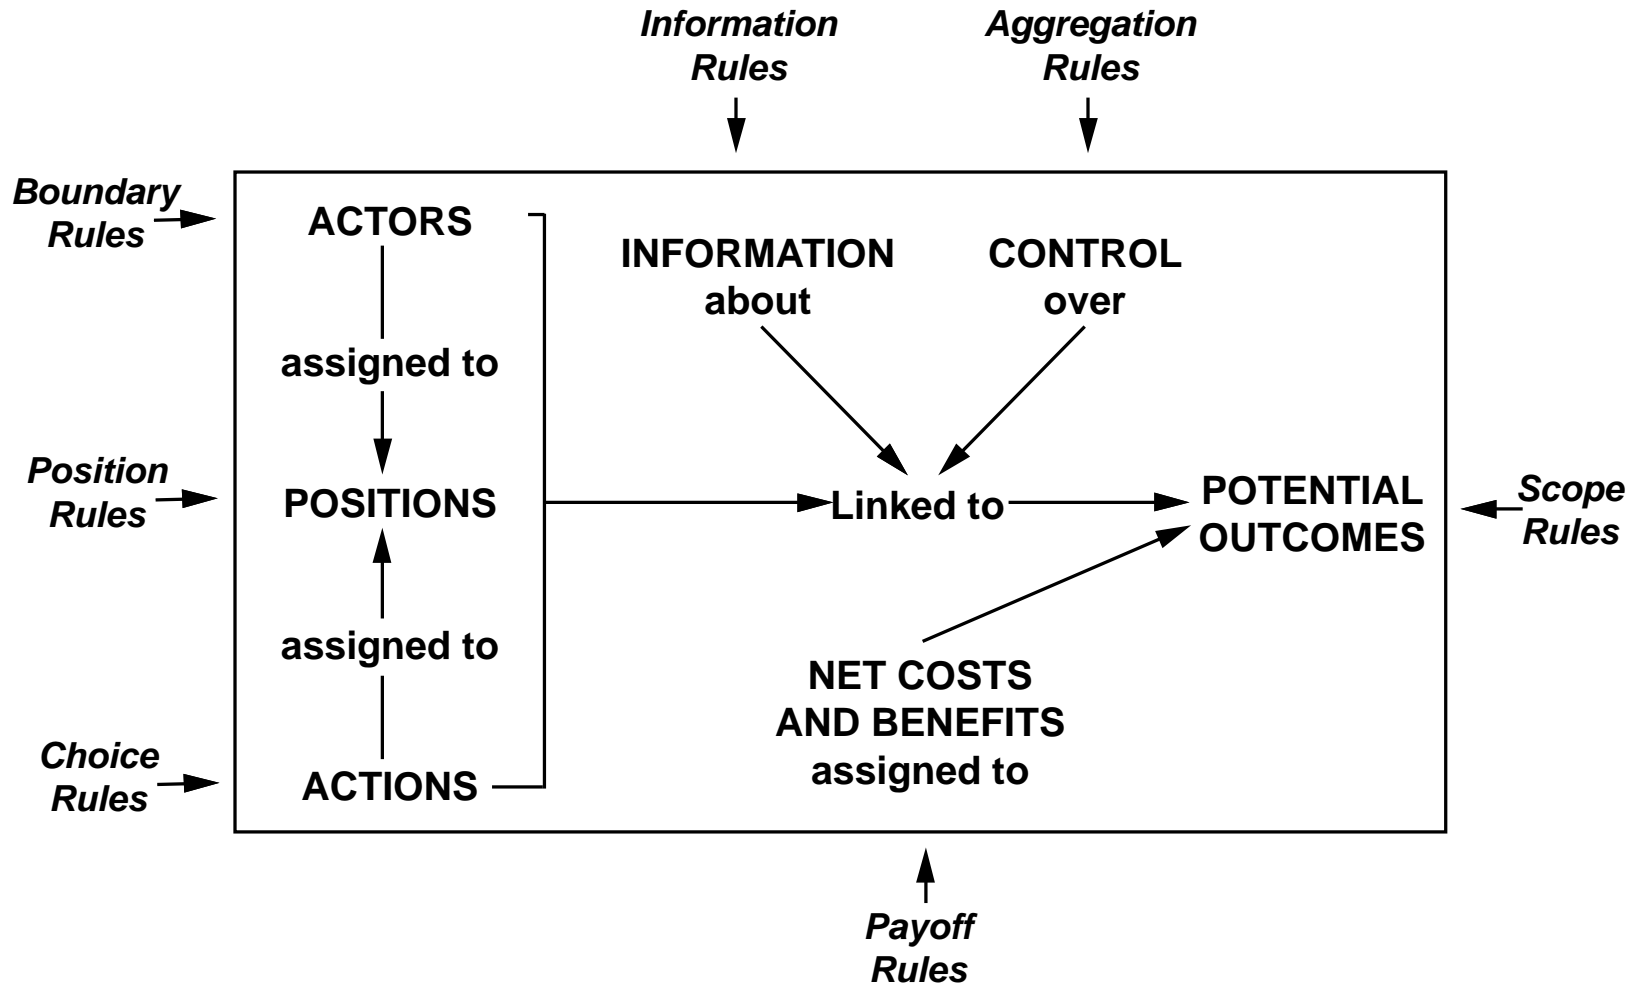 Information
Rules
Aggregation
Rules
Boundary
Rules
ACTORS
INFORMATION
about
CONTROL
over
assigned to
Position
Rules
POSITIONS
Linked to
POTENTIAL
OUTCOMES
Scope
Rules
assigned to
NET COSTS
AND BENEFITS
assigned to
Choice
Rules
ACTIONS
Payoff
Rules